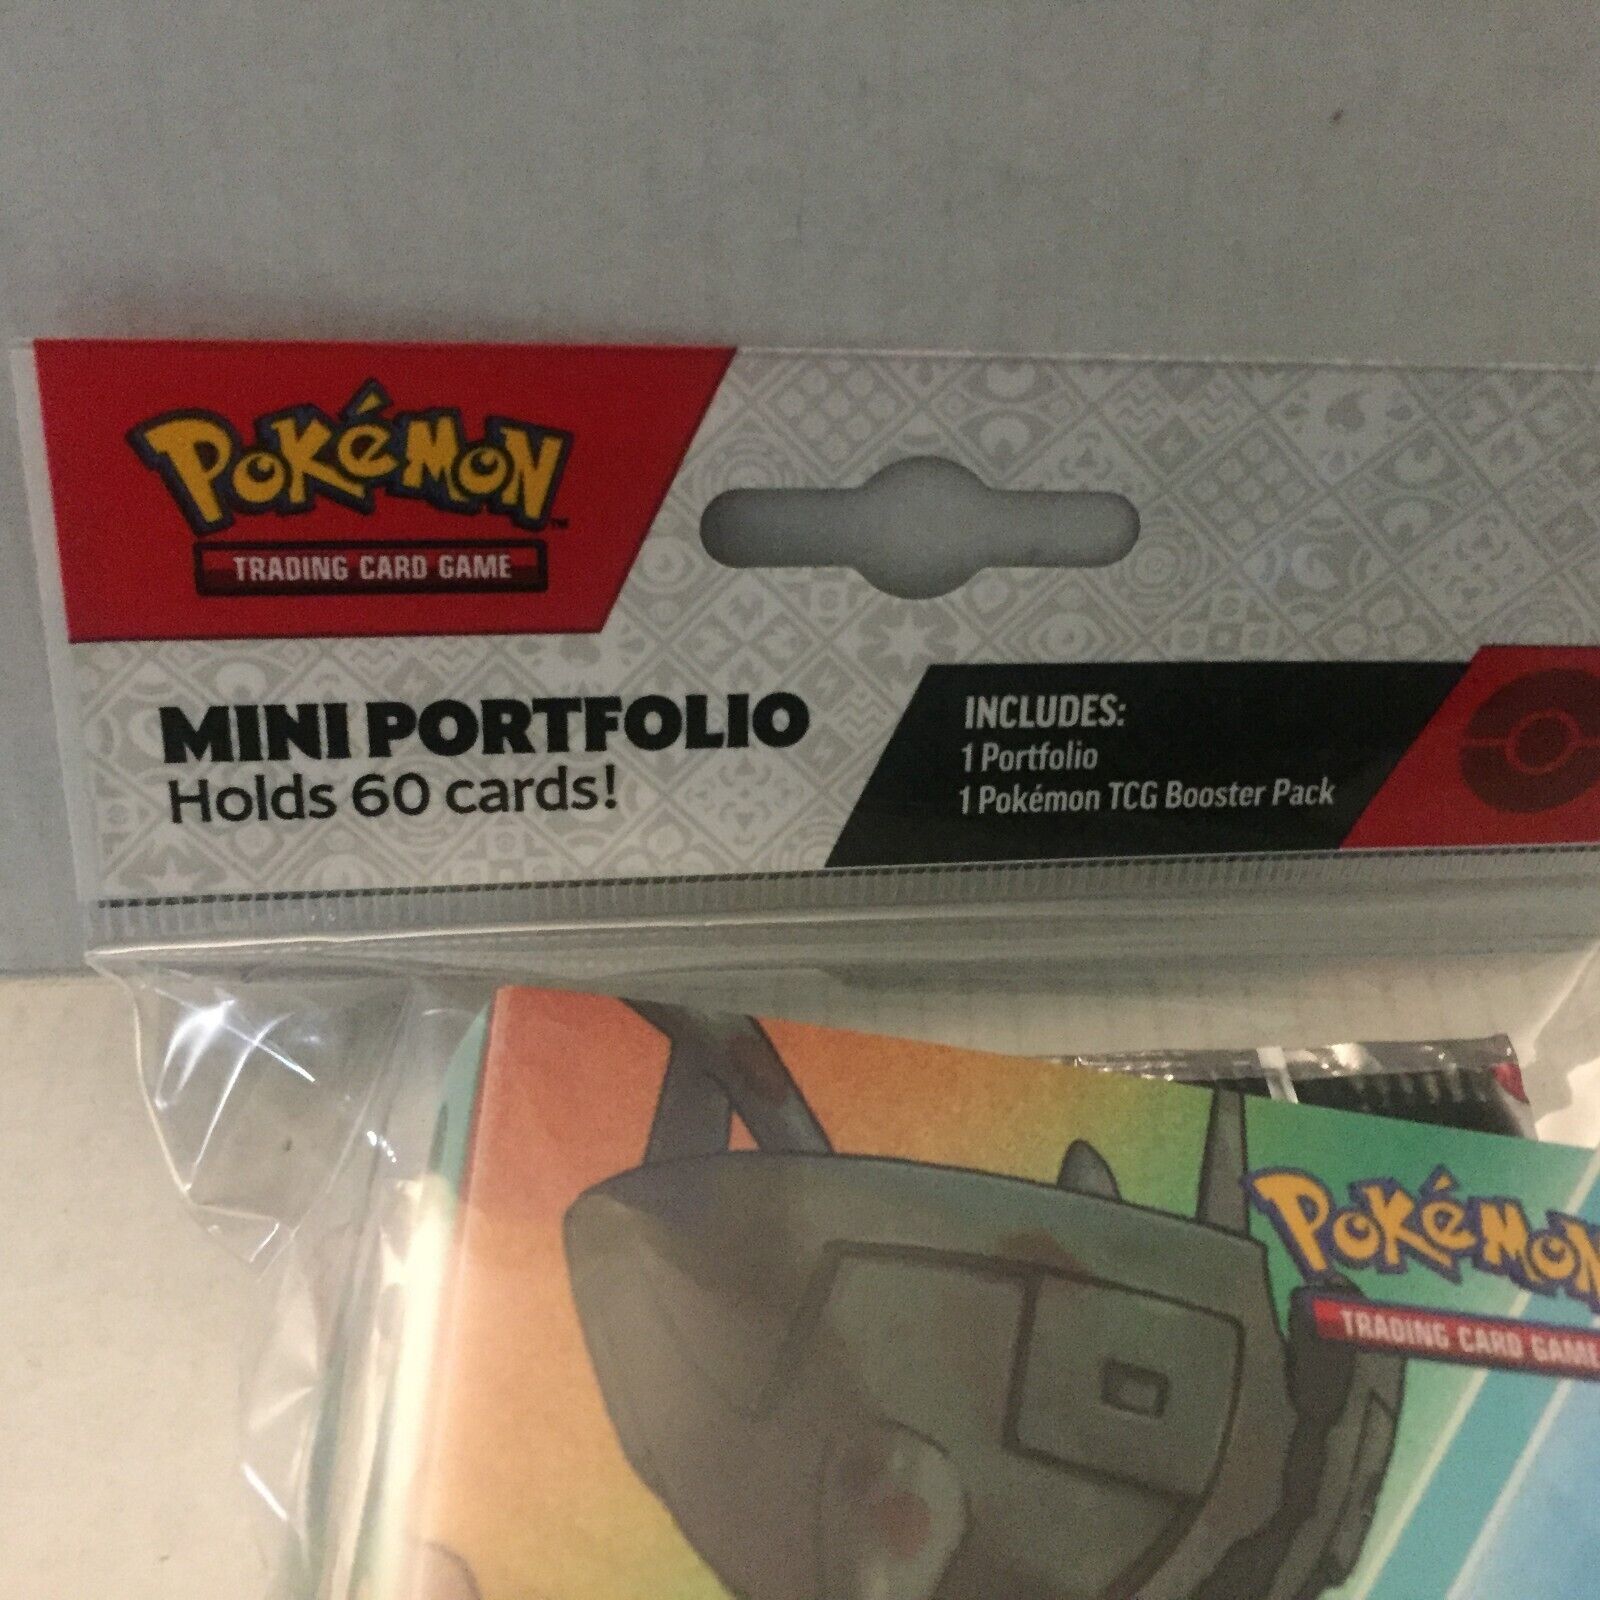 POKéMON™
TRADING CARD GAME
MINI PORTFOLIO
Holds 60 cards!
INCLUDES:
1 Portfolio
1 Pokémon TCG Booster Pack
POKéMON
TRADING CARD GAME